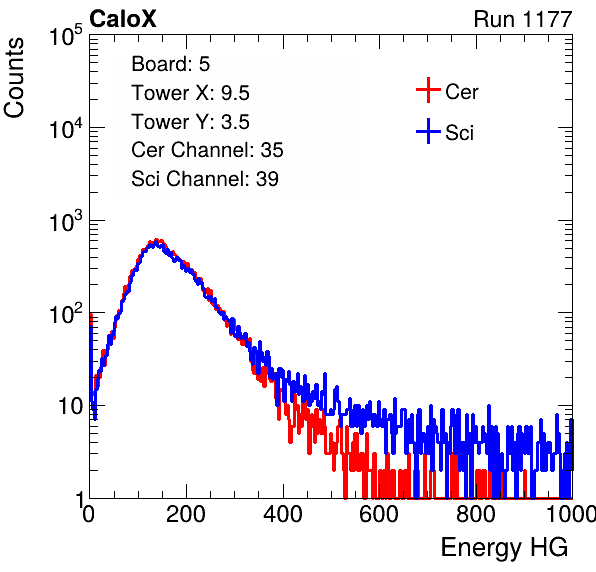 CaloX Run 1177
Counts
Board: 5
Tower X: 9.5
Tower Y: 3.5
Cer Channel: 35
Sci Channel: 39
Cer
Sci
10^5
10^4
10^3
10^2
10
1
0 200 400 600 800 1000
Energy HG